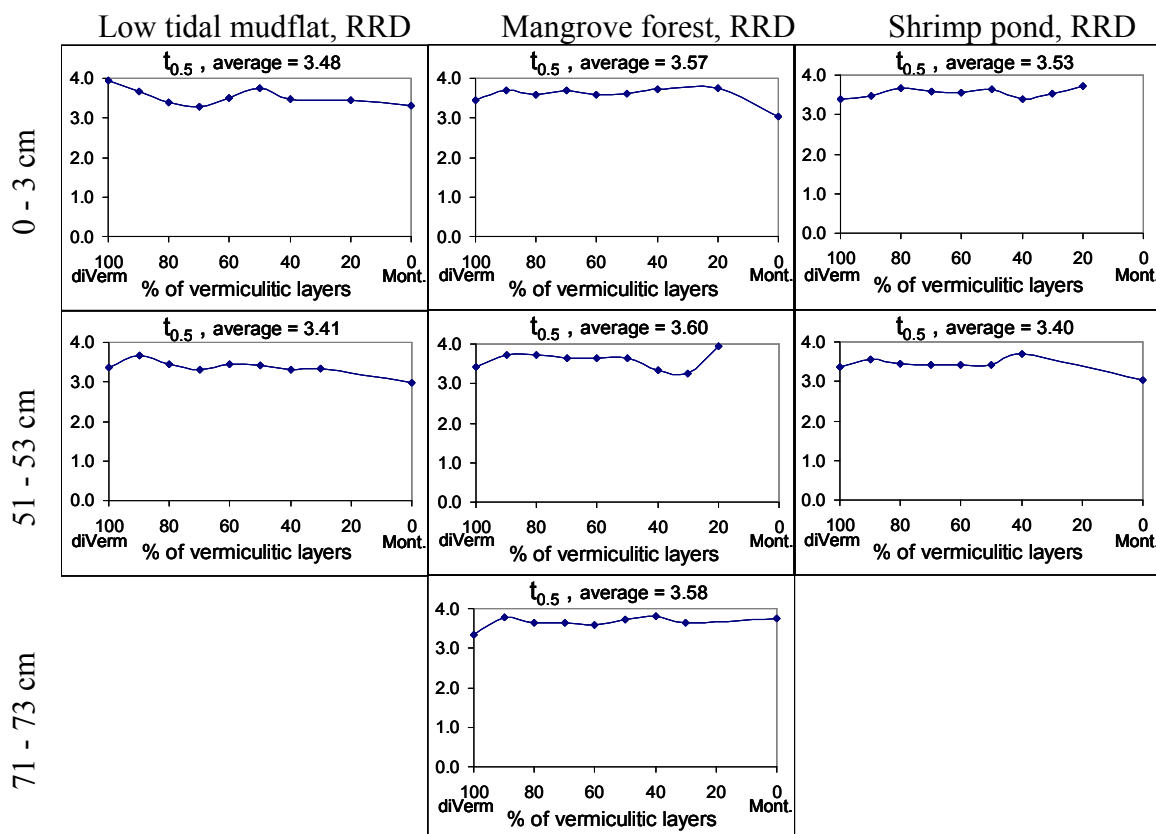 Low tidal mudflat, RRD Mangrove forest, RRD Shrimp pond, RRD
0 - 3 cm
t0.5 , average = 3.48
4.0
3.0
2.0
1.0
0.0
100 80 60 40 20 0
diVerm Mont.
% of vermiculitic layers
t0.5 , average = 3.57
4.0
3.0
2.0
1.0
0.0
100 80 60 40 20 0
diVerm Mont.
% of vermiculitic layers
t0.5 , average = 3.53
4.0
3.0
2.0
1.0
0.0
100 80 60 40 20 0
diVerm Mont.
% of vermiculitic layers
51 - 53 cm
t0.5 , average = 3.41
4.0
3.0
2.0
1.0
0.0
100 80 60 40 20 0
diVerm Mont.
% of vermiculitic layers
t0.5 , average = 3.60
4.0
3.0
2.0
1.0
0.0
100 80 60 40 20 0
diVerm Mont.
% of vermiculitic layers
t0.5 , average = 3.40
4.0
3.0
2.0
1.0
0.0
100 80 60 40 20 0
diVerm Mont.
% of vermiculitic layers
71 - 73 cm
t0.5 , average = 3.58
4.0
3.0
2.0
1.0
0.0
100 80 60 40 20 0
diVerm Mont.
% of vermiculitic layers